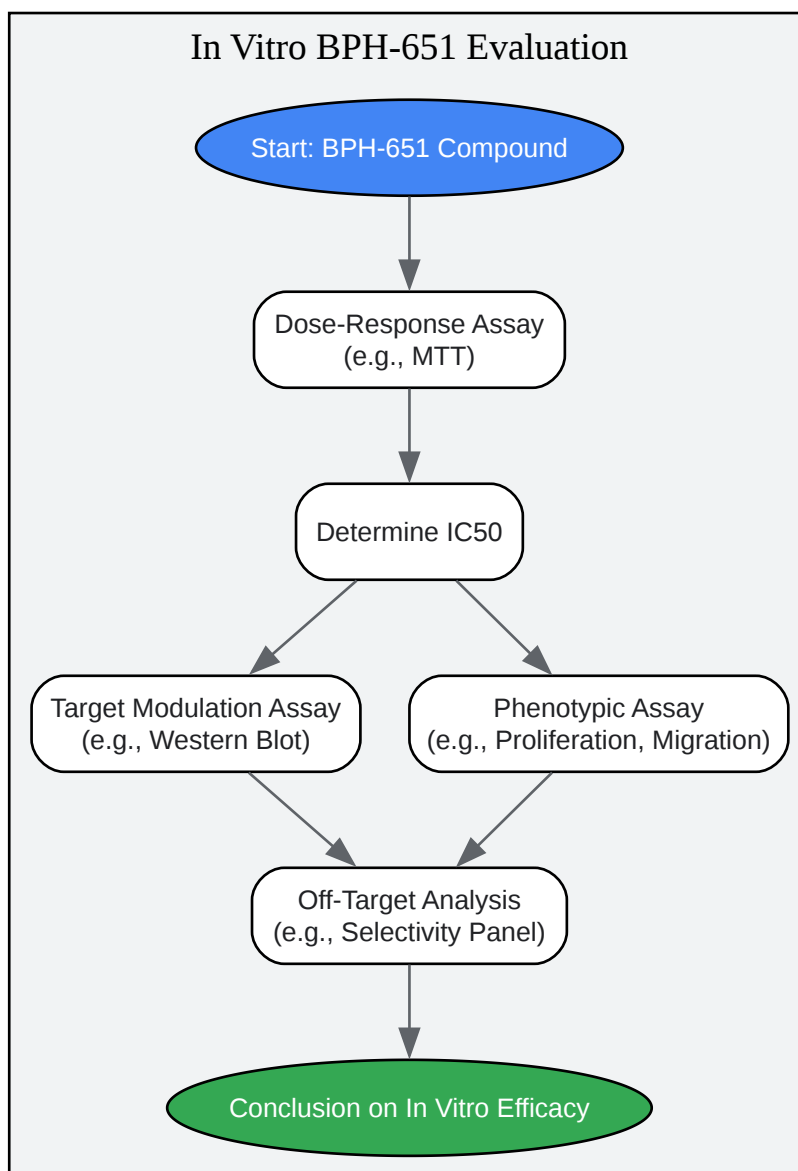 In Vitro BPH-651 Evaluation
Start: BPH-651 Compound
Dose-Response Assay
(e.g., MTT)
Determine IC50
Target Modulation Assay
(e.g., Western Blot)
Phenotypic Assay
(e.g., Proliferation, Migration)
Off-Target Analysis
(e.g., Selectivity Panel)
Conclusion on In Vitro Efficacy